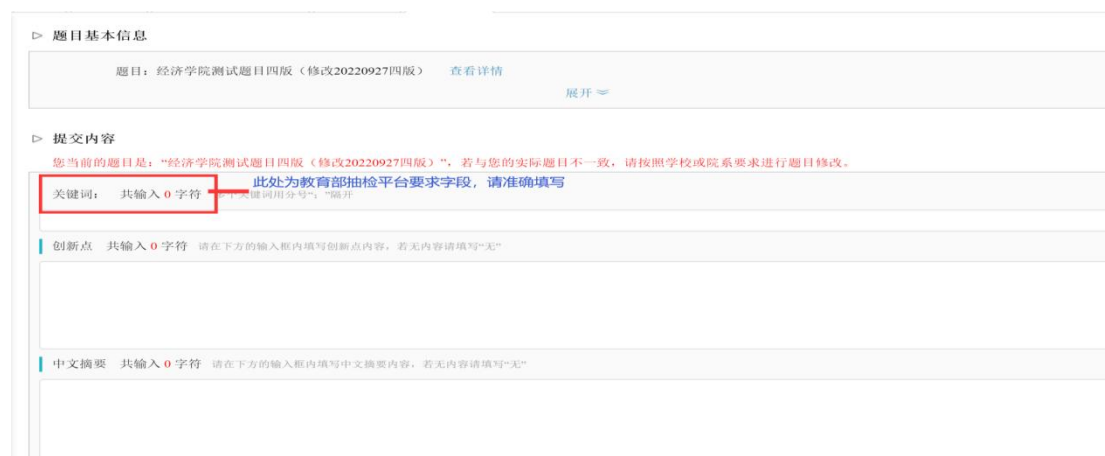 ▷ 题目基本信息
题目：经济学院测试题目四版（修改20220927四版） 查看详情
展开
▷ 提交内容
您当前的题目是：“经济学院测试题目四版（修改20220927四版）”，若与您的实际题目不一致，请按照学校或院系要求进行题目修改。
此处为教育部抽检平台要求字段，请准确填写
关键词： 共输入 0 字符 多个关键词用分号“；”隔开
创新点 共输入 0 字符 请在下方的输入框内填写创新点内容，若无内容请填写“无”
中文摘要 共输入 0 字符 请在下方的输入框内填写中文摘要内容，若无内容请填写“无”